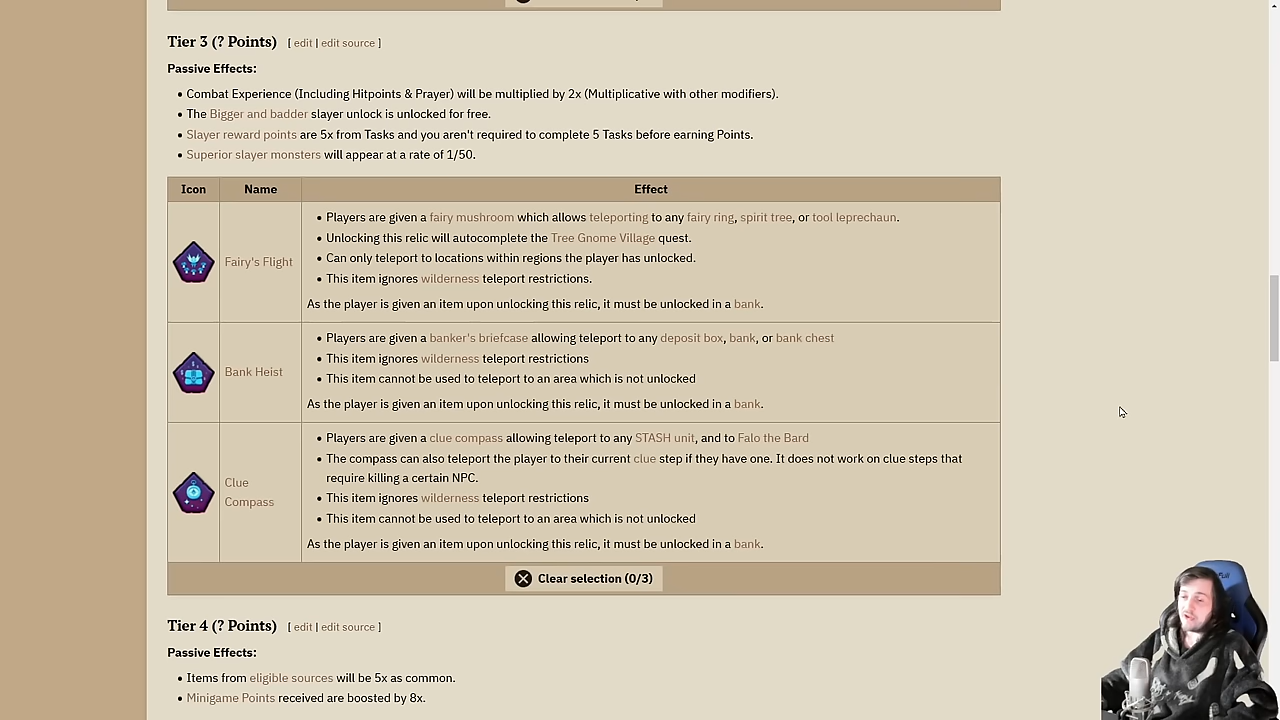 Tier 3 (? Points) [ edit | edit source ]
Passive Effects:
• Combat Experience (Including Hitpoints & Prayer) will be multiplied by 2x (Multiplicative with other modifiers).
• The Bigger and badder slayer unlock is unlocked for free.
• Slayer reward points are 5x from Tasks and you aren't required to complete 5 Tasks before earning Points.
• Superior slayer monsters will appear at a rate of 1/50.
Icon Name Effect
Fairy's Flight
• Players are given a fairy mushroom which allows teleporting to any fairy ring, spirit tree, or tool leprechaun.
• Unlocking this relic will autocomplete the Tree Gnome Village quest.
• Can only teleport to locations within regions the player has unlocked.
• This item ignores wilderness teleport restrictions.
As the player is given an item upon unlocking this relic, it must be unlocked in a bank.
Bank Heist
• Players are given a banker's briefcase allowing teleport to any deposit box, bank, or bank chest
• This item ignores wilderness teleport restrictions
• This item cannot be used to teleport to an area which is not unlocked
As the player is given an item upon unlocking this relic, it must be unlocked in a bank.
Clue
Compass
• Players are given a clue compass allowing teleport to any STASH unit, and to Falo the Bard
• The compass can also teleport the player to their current clue step if they have one. It does not work on clue steps that
require killing a certain NPC.
• This item ignores wilderness teleport restrictions
• This item cannot be used to teleport to an area which is not unlocked
As the player is given an item upon unlocking this relic, it must be unlocked in a bank.
Clear selection (0/3)
Tier 4 (? Points) [ edit | edit source ]
Passive Effects:
• Items from eligible sources will be 5x as common.
• Minigame Points received are boosted by 8x.